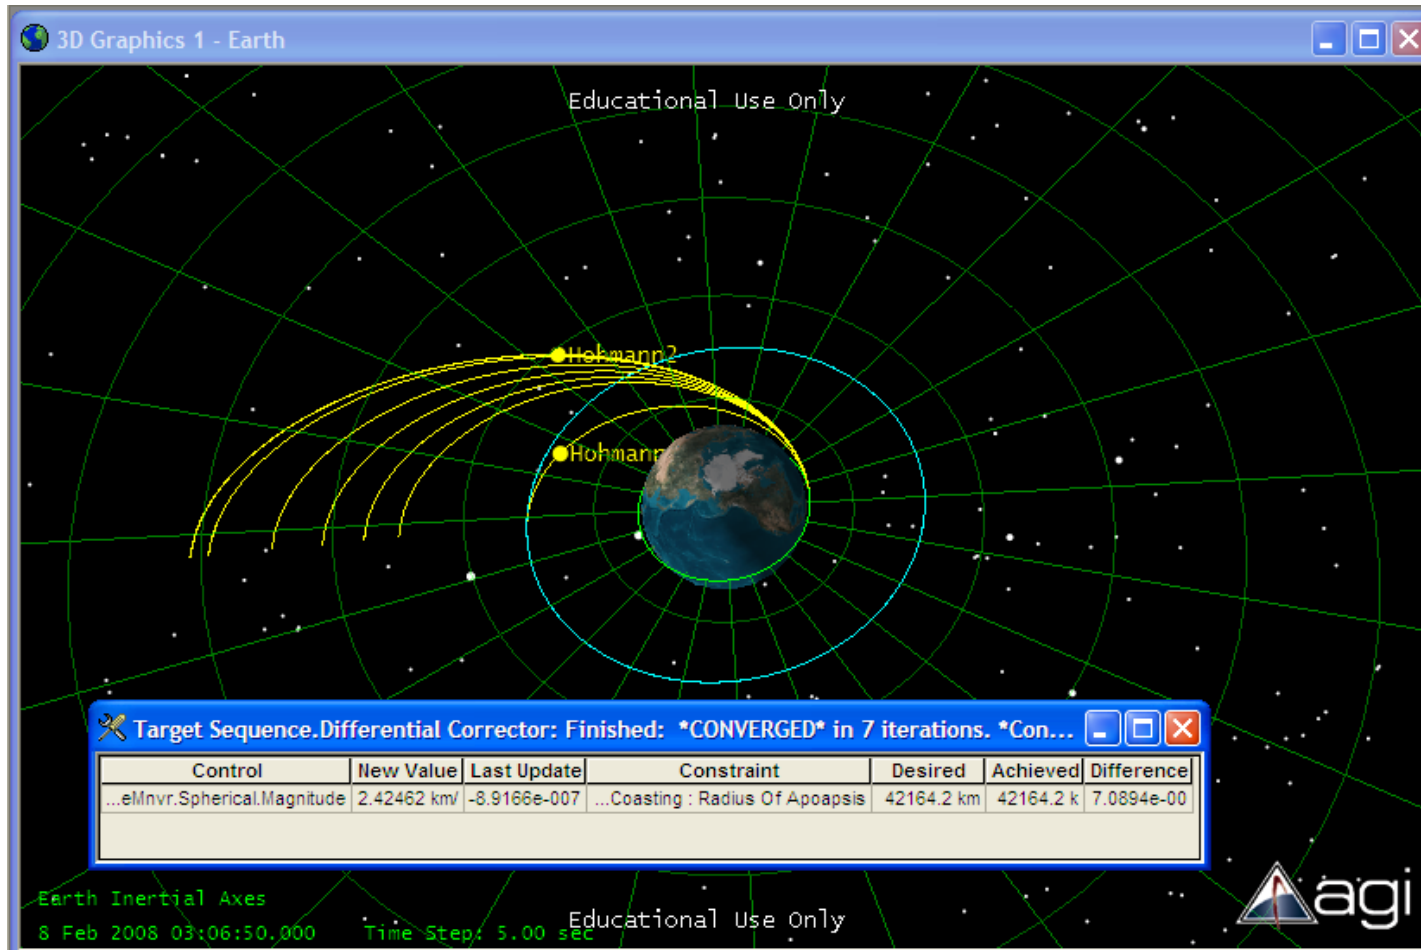 3D Graphics 1 - Earth
Educational Use Only
Hohmann2
Hohmann
Target Sequence.Differential Corrector: Finished: *CONVERGED* in 7 iterations. *Con...
Control New Value Last Update Constraint Desired Achieved Difference
...eMnvr.Spherical.Magnitude 2.42462 km/ -8.9166e-007 ...Coasting : Radius Of Apoapsis 42164.2 km 42164.2 k 7.0894e-00
Earth Inertial Axes
8 Feb 2008 03:06:50.000 Time Step: 5.00 sec
Educational Use Only
agi